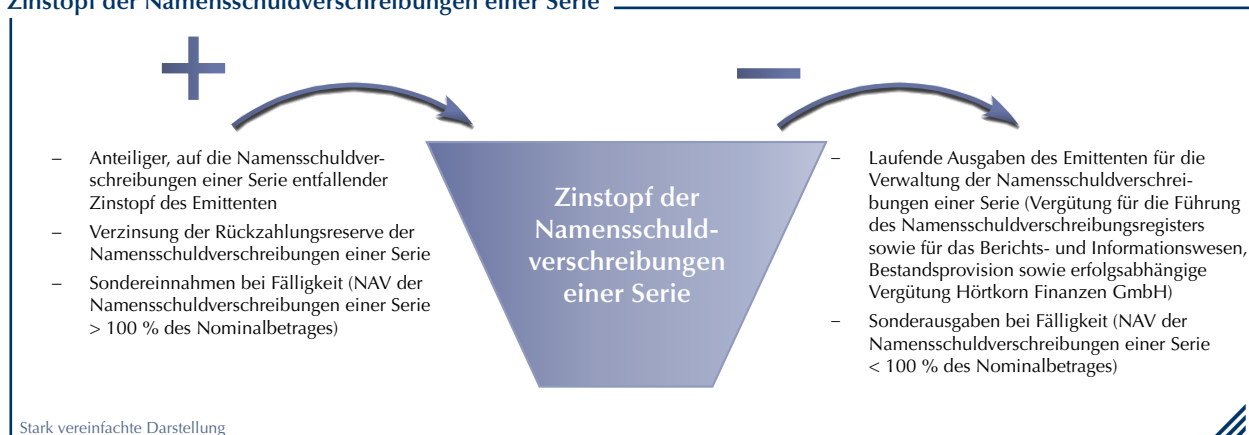 Zinstopf der Namensschuldverschreibungen einer Serie
+
–
– Anteiliger, auf die Namensschuldver-
schreibungen einer Serie entfallender
Zinstopf des Emittenten
– Verzinsung der Rückzahlungsreserve der
Namensschuldverschreibungen einer Serie
– Sondereinnahmen bei Fälligkeit (NAV der
Namensschuldverschreibungen einer Serie
> 100 % des Nominalbetrages)
Zinstopf der
Namensschuld-
verschreibungen
einer Serie
– Laufende Ausgaben des Emittenten für die
Verwaltung der Namensschuldverschrei-
bungen einer Serie (Vergütung für die Führung
des Namensschuldverschreibungsregisters
sowie für das Berichts- und Informationswesen,
Bestandsprovision sowie erfolgsabhängige
Vergütung Hörtkorn Finanzen GmbH)
– Sonderausgaben bei Fälligkeit (NAV der
Namensschuldverschreibungen einer Serie
< 100 % des Nominalbetrages)
Stark vereinfachte Darstellung